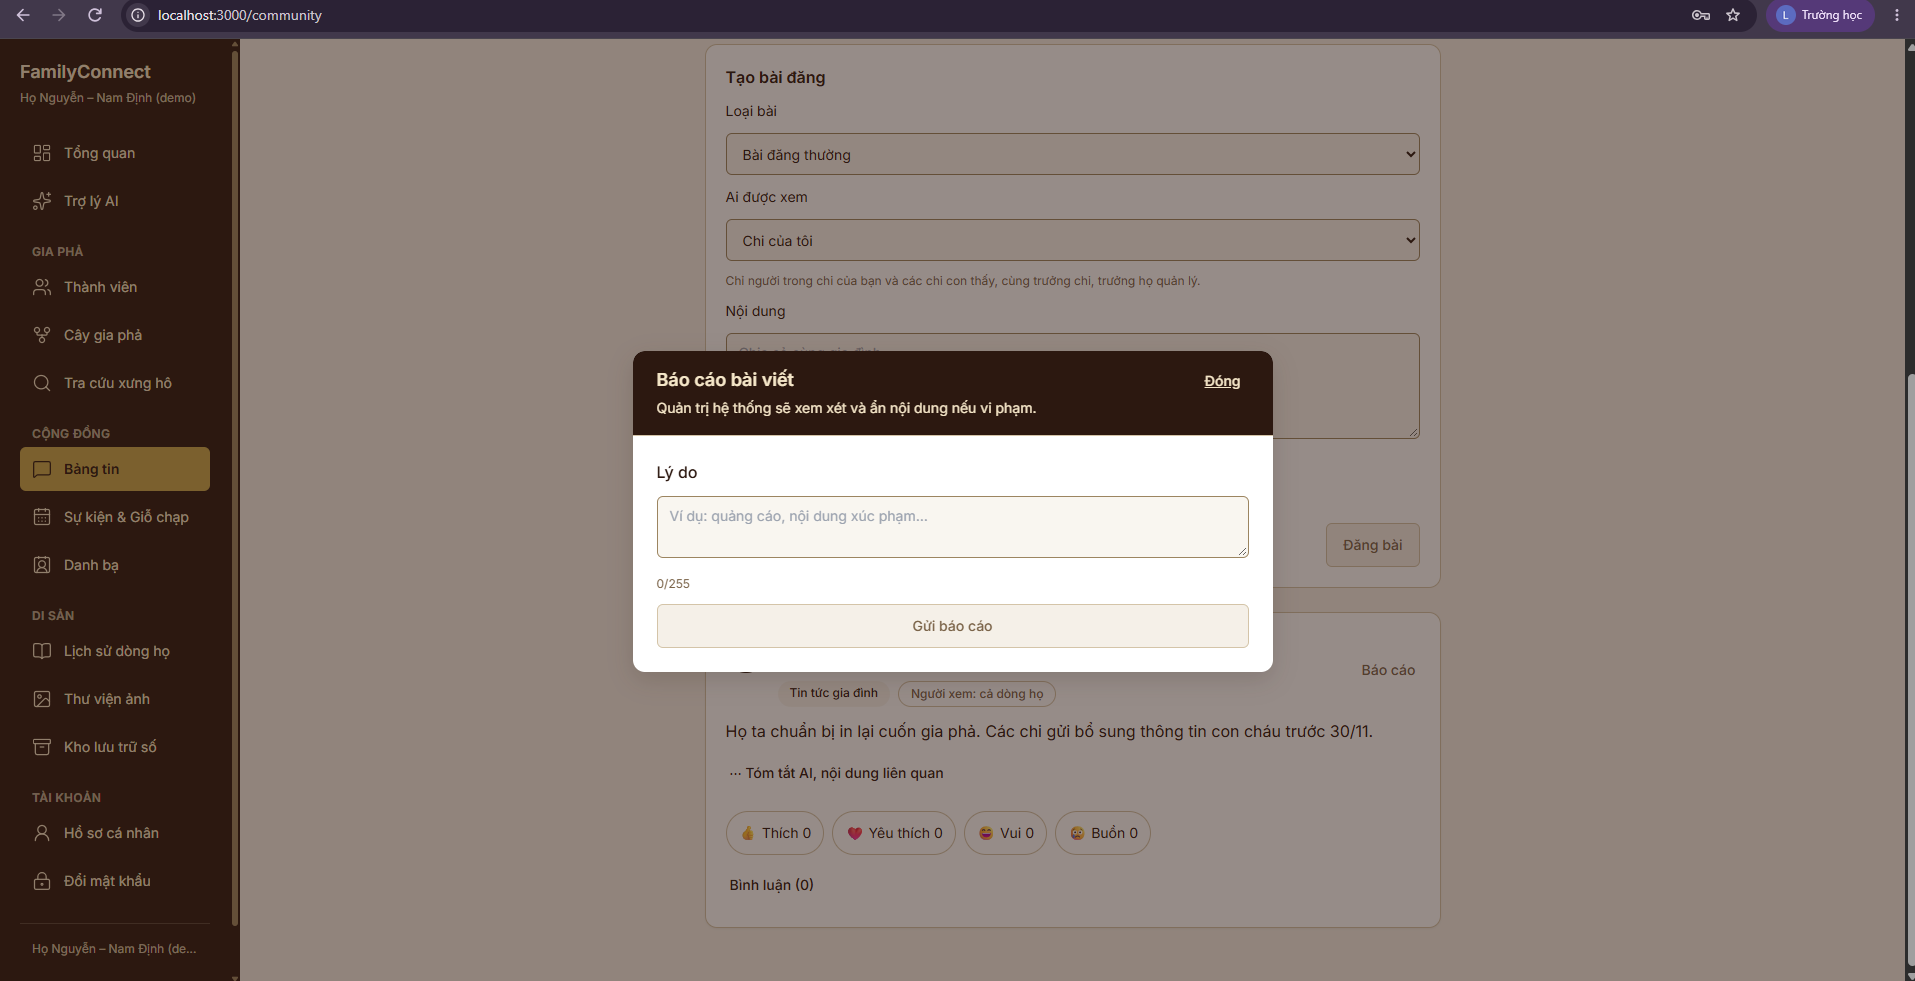 localhost:3000/community
L Trường học
FamilyConnect
Họ Nguyễn – Nam Định (demo)
Tổng quan
Trợ lý AI
GIA PHẢ
Thành viên
Cây gia phả
Tra cứu xưng hô
CỘNG ĐỒNG
Bảng tin
Sự kiện & Giỗ chạp
Danh bạ
DI SẢN
Lịch sử dòng họ
Thư viện ảnh
Kho lưu trữ số
TÀI KHOẢN
Hồ sơ cá nhân
Đổi mật khẩu
Họ Nguyễn – Nam Định (de...
Tạo bài đăng
Loại bài
Bài đăng thường
Ai được xem
Chi của tôi
Chỉ người trong chi của bạn và các chi con thấy, cùng trưởng chi, trưởng họ quản lý.
Nội dung
Báo cáo bài viết
Đóng
Quản trị hệ thống sẽ xem xét và ẩn nội dung nếu vi phạm.
Lý do
Ví dụ: quảng cáo, nội dung xúc phạm...
0/255
Gửi báo cáo
Đăng bài
Báo cáo
Tin tức gia đình
Người xem: cả dòng họ
Họ ta chuẩn bị in lại cuốn gia phả. Các chi gửi bổ sung thông tin con cháu trước 30/11.
··· Tóm tắt AI, nội dung liên quan
Thích 0
Yêu thích 0
Vui 0
Buồn 0
Bình luận (0)